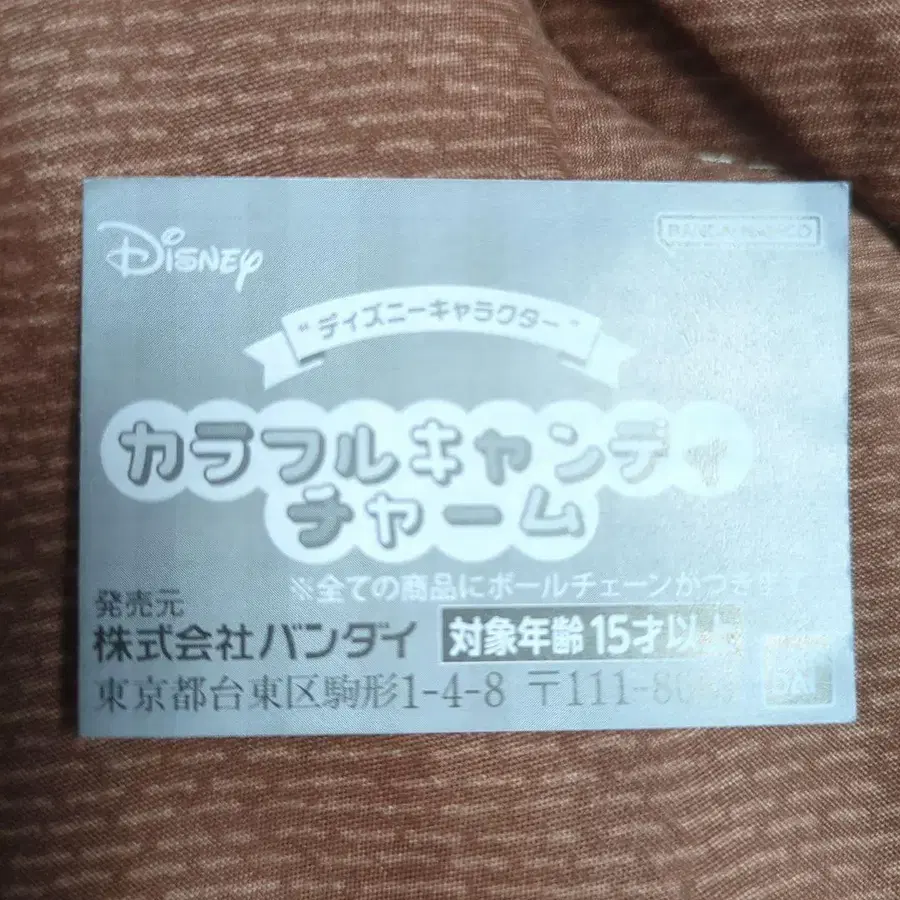 Disney
BANDAI NAMCO
“ディズニーキャラクター”
カラフルキャンディ
チャーム
※全ての商品にボールチェーンがつきます
発売元
株式会社バンダイ
対象年齢15才以上
東京都台東区駒形1-4-8 〒111-